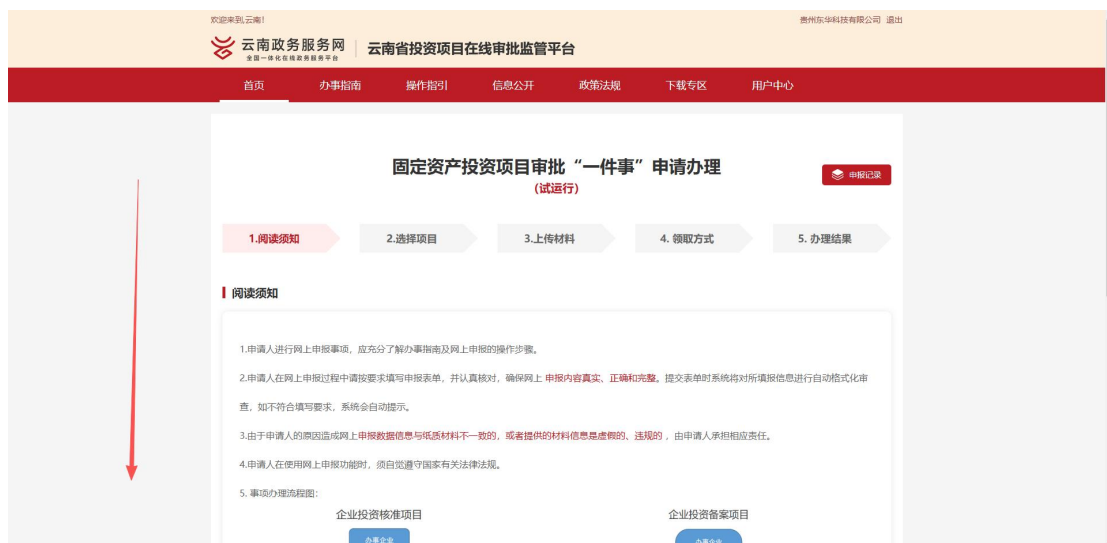 欢迎来到,云南!
贵州东华科技有限公司 退出
云南政务服务网
全国一体化在线政务服务平台
云南省投资项目在线审批监管平台
首页 办事指南 操作指引 信息公开 政策法规 下载专区 用户中心
固定资产投资项目审批“一件事”申请办理
(试运行)
申报记录
1.阅读须知 2.选择项目 3.上传材料 4. 领取方式 5. 办理结果
阅读须知
1.申请人进行网上申报事项，应充分了解办事指南及网上申报的操作步骤。
2.申请人在网上申报过程中请按要求填写申报表单，并认真核对，确保网上 申报内容真实、正确和完整。提交表单时系统将对所填报信息进行自动格式化审
查，如不符合填写要求，系统会自动提示。
3.由于申请人的原因造成网上申报数据信息与纸质材料不一致的，或者提供的材料信息是虚假的、违规的 ，由申请人承担相应责任。
4.申请人在使用网上申报功能时，须自觉遵守国家有关法律法规。
5. 事项办理流程图:
企业投资核准项目 企业投资备案项目
办事企业 办事企业